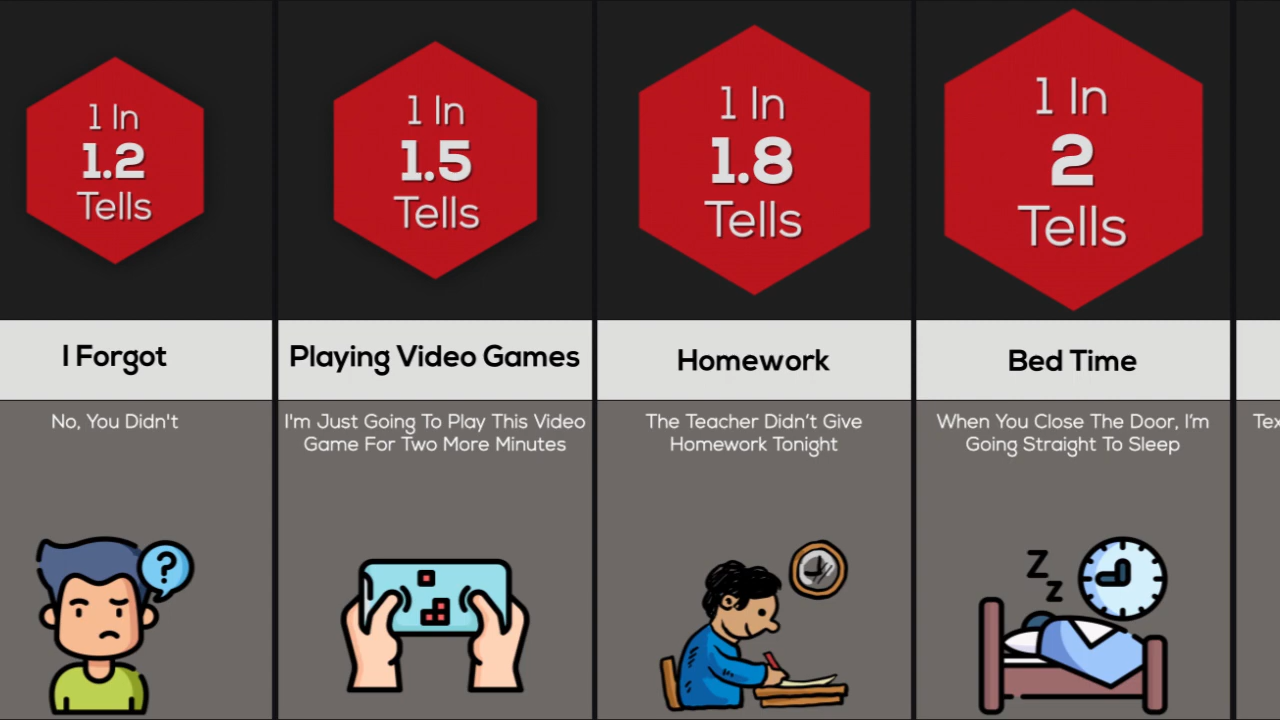 1 In
1.2
Tells
I Forgot
No, You Didn't
?
1 In
1.5
Tells
Playing Video Games
I'm Just Going To Play This Video
Game For Two More Minutes
1 In
1.8
Tells
Homework
The Teacher Didn’t Give
Homework Tonight
1 In
2
Tells
Bed Time
When You Close The Door, I’m
Going Straight To Sleep
Z
z